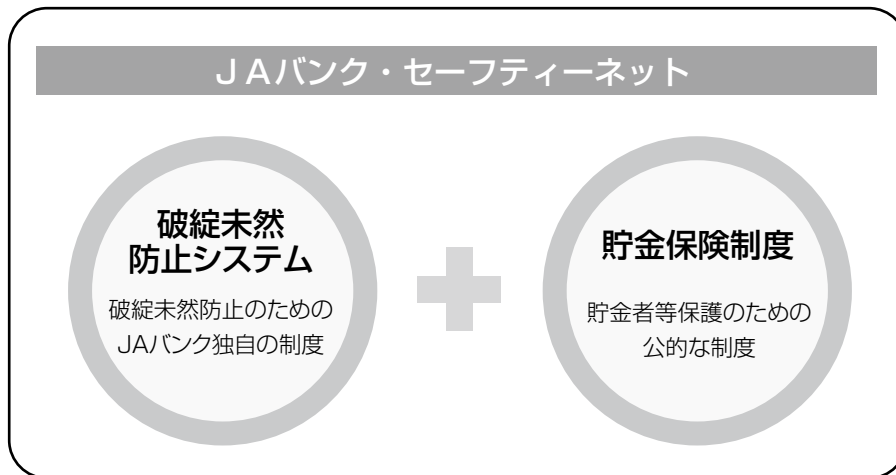 JAバンク・セーフティーネット
破綻未然
防止システム
破綻未然防止のための
JAバンク独自の制度
貯金保険制度
貯金者等保護のための
公的な制度